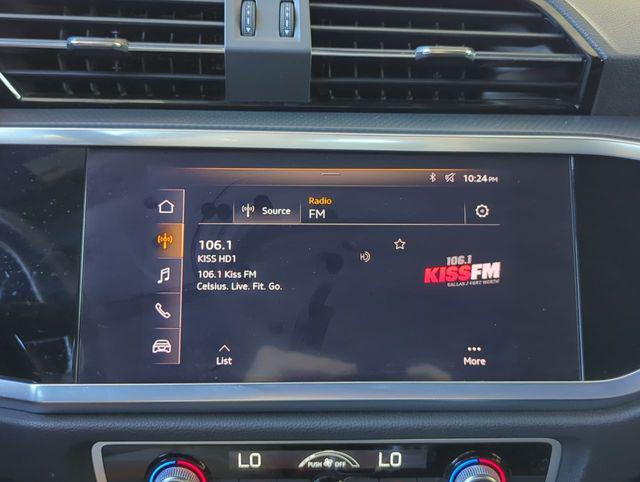 10:24 PM
Source
Radio
FM
106.1
KISS HD1
106.1 Kiss FM
Celsius. Live. Fit. Go.
106.1
KISS FM
DALLAS / FORT WORTH
List
More
LO
PUSH OFF
LO